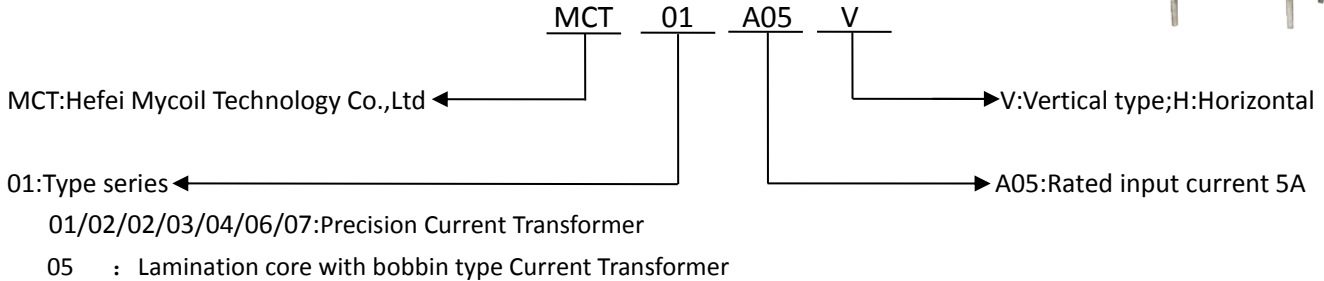 MCT 01 A05 V
MCT:Hefei Mycoil Technology Co.,Ltd V:Vertical type;H:Horizontal
01:Type series A05:Rated input current 5A
01/02/02/03/04/06/07:Precision Current Transformer
05 ：Lamination core with bobbin type Current Transformer